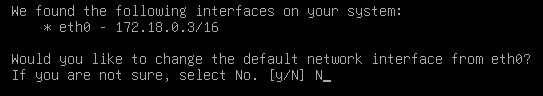 We found the following interfaces on your system:
    * eth0 - 172.18.0.3/16
Would you like to change the default network interface from eth0?
If you are not sure, select No. [y/N] N_